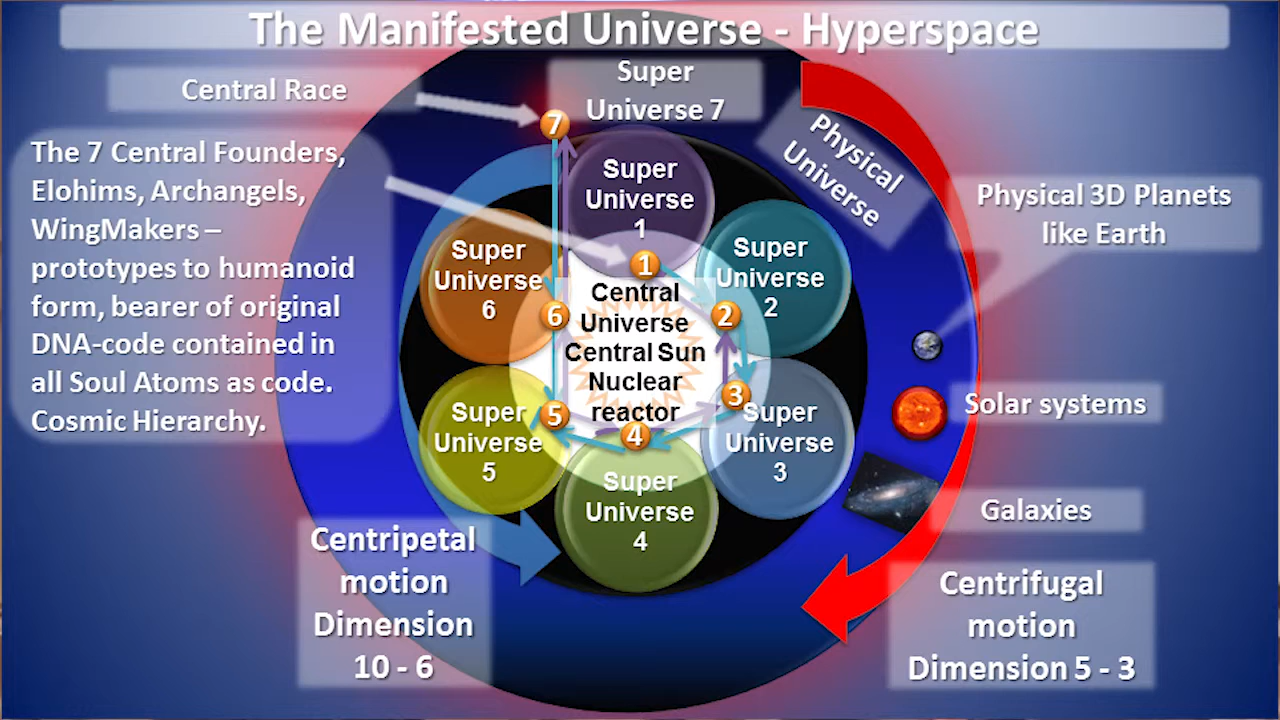 The Manifested Universe - Hyperspace
Central Race
Super
Universe 7
Physical
Universe
The 7 Central Founders,
Elohims, Archangels,
WingMakers –
prototypes to humanoid
form, bearer of original
DNA-code contained in
all Soul Atoms as code.
Cosmic Hierarchy.
Physical 3D Planets
like Earth
Solar systems
Galaxies
7
Super
Universe
1
Super
Universe
2
Super
Universe
3
Super
Universe
4
Super
Universe
5
Super
Universe
6
1
2
3
4
5
6
Central
Universe
Central Sun
Nuclear
reactor
Centripetal
motion
Dimension
10 - 6
Centrifugal
motion
Dimension 5 - 3